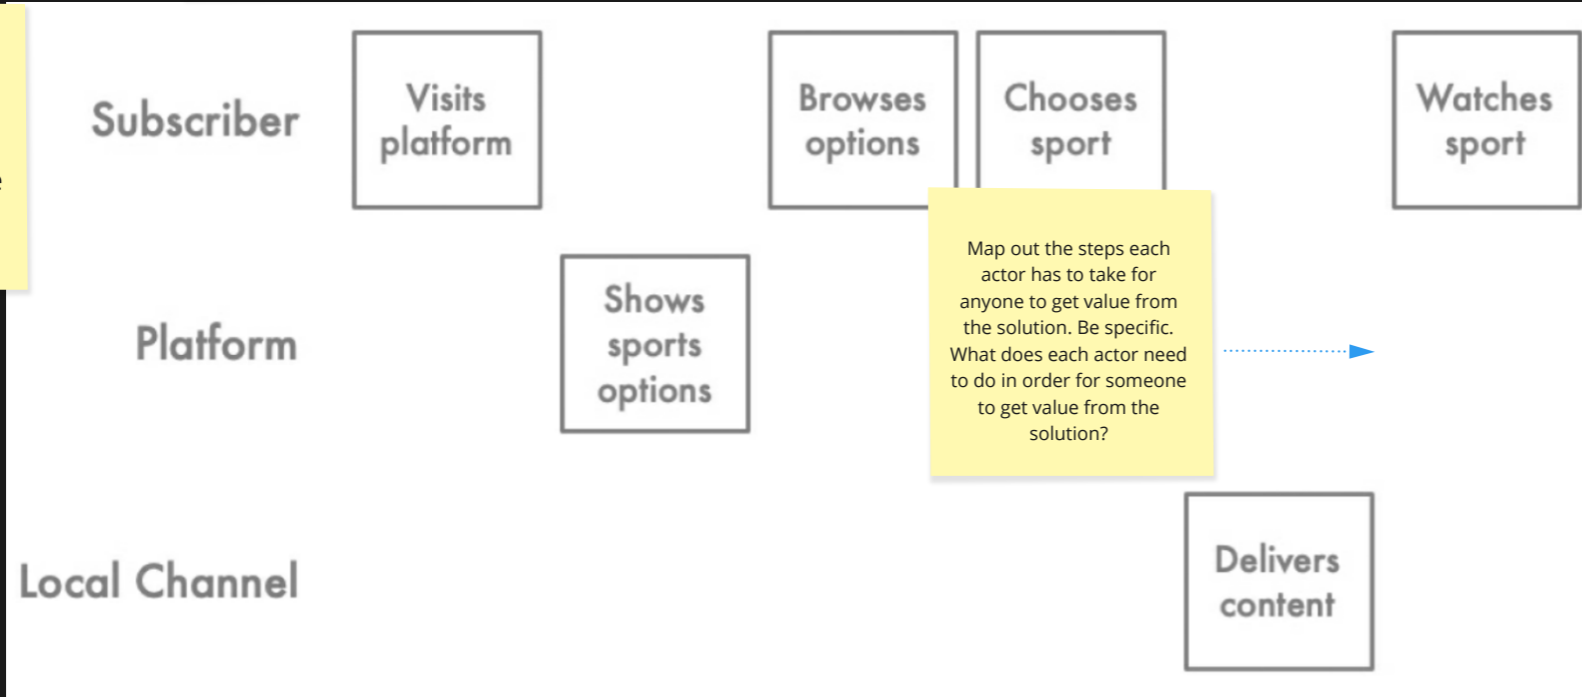 Subscriber
Visits
platform
Browses
options
Chooses
sport
Watches
sport
Platform
Shows
sports
options
Map out the steps each
actor has to take for
anyone to get value from
the solution. Be specific.
What does each actor need
to do in order for someone
to get value from the
solution?
Local Channel
Delivers
content